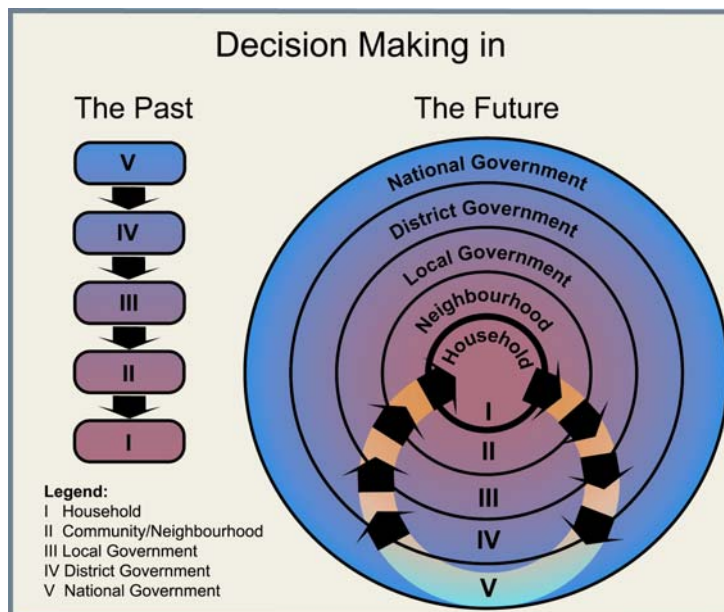 Decision Making in
The Past
V
IV
III
II
I
Legend:
I Household
II Community/Neighbourhood
III Local Government
IV District Government
V National Government
The Future
National Government
District Government
Local Government
Neighbourhood
Household
I
II
III
IV
V